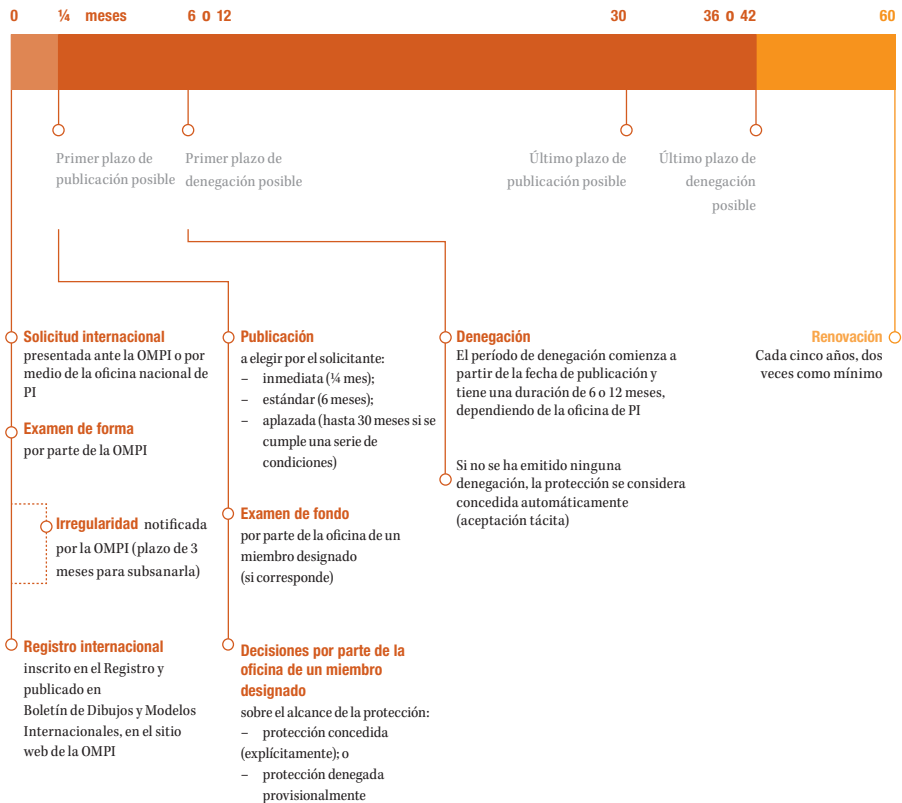 0 ¼ meses 6 o 12 30 36 o 42 60
Primer plazo de
publicación posible
Primer plazo de
denegación posible
Último plazo de
publicación posible
Último plazo de
denegación
posible
Solicitud internacional
presentada ante la OMPI o por
medio de la oficina nacional de
PI
Examen de forma
por parte de la OMPI
Irregularidad notificada
por la OMPI (plazo de 3
meses para subsanarla)
Registro internacional
inscrito en el Registro y
publicado en
Boletín de Dibujos y Modelos
Internacionales, en el sitio
web de la OMPI
Publicación
a elegir por el solicitante:
– inmediata (¼ mes);
– estándar (6 meses);
– aplazada (hasta 30 meses si se
cumple una serie de
condiciones)
Examen de fondo
por parte de la oficina de un
miembro designado
(si corresponde)
Decisiones por parte de la
oficina de un miembro
designado
sobre el alcance de la protección:
– protección concedida
(explícitamente); o
– protección denegada
provisionalmente
Denegación
El período de denegación comienza a
partir de la fecha de publicación y
tiene una duración de 6 o 12 meses,
dependiendo de la oficina de PI
Si no se ha emitido ninguna
denegación, la protección se considera
concedida automáticamente
(aceptación tácita)
Renovación
Cada cinco años, dos
veces como mínimo